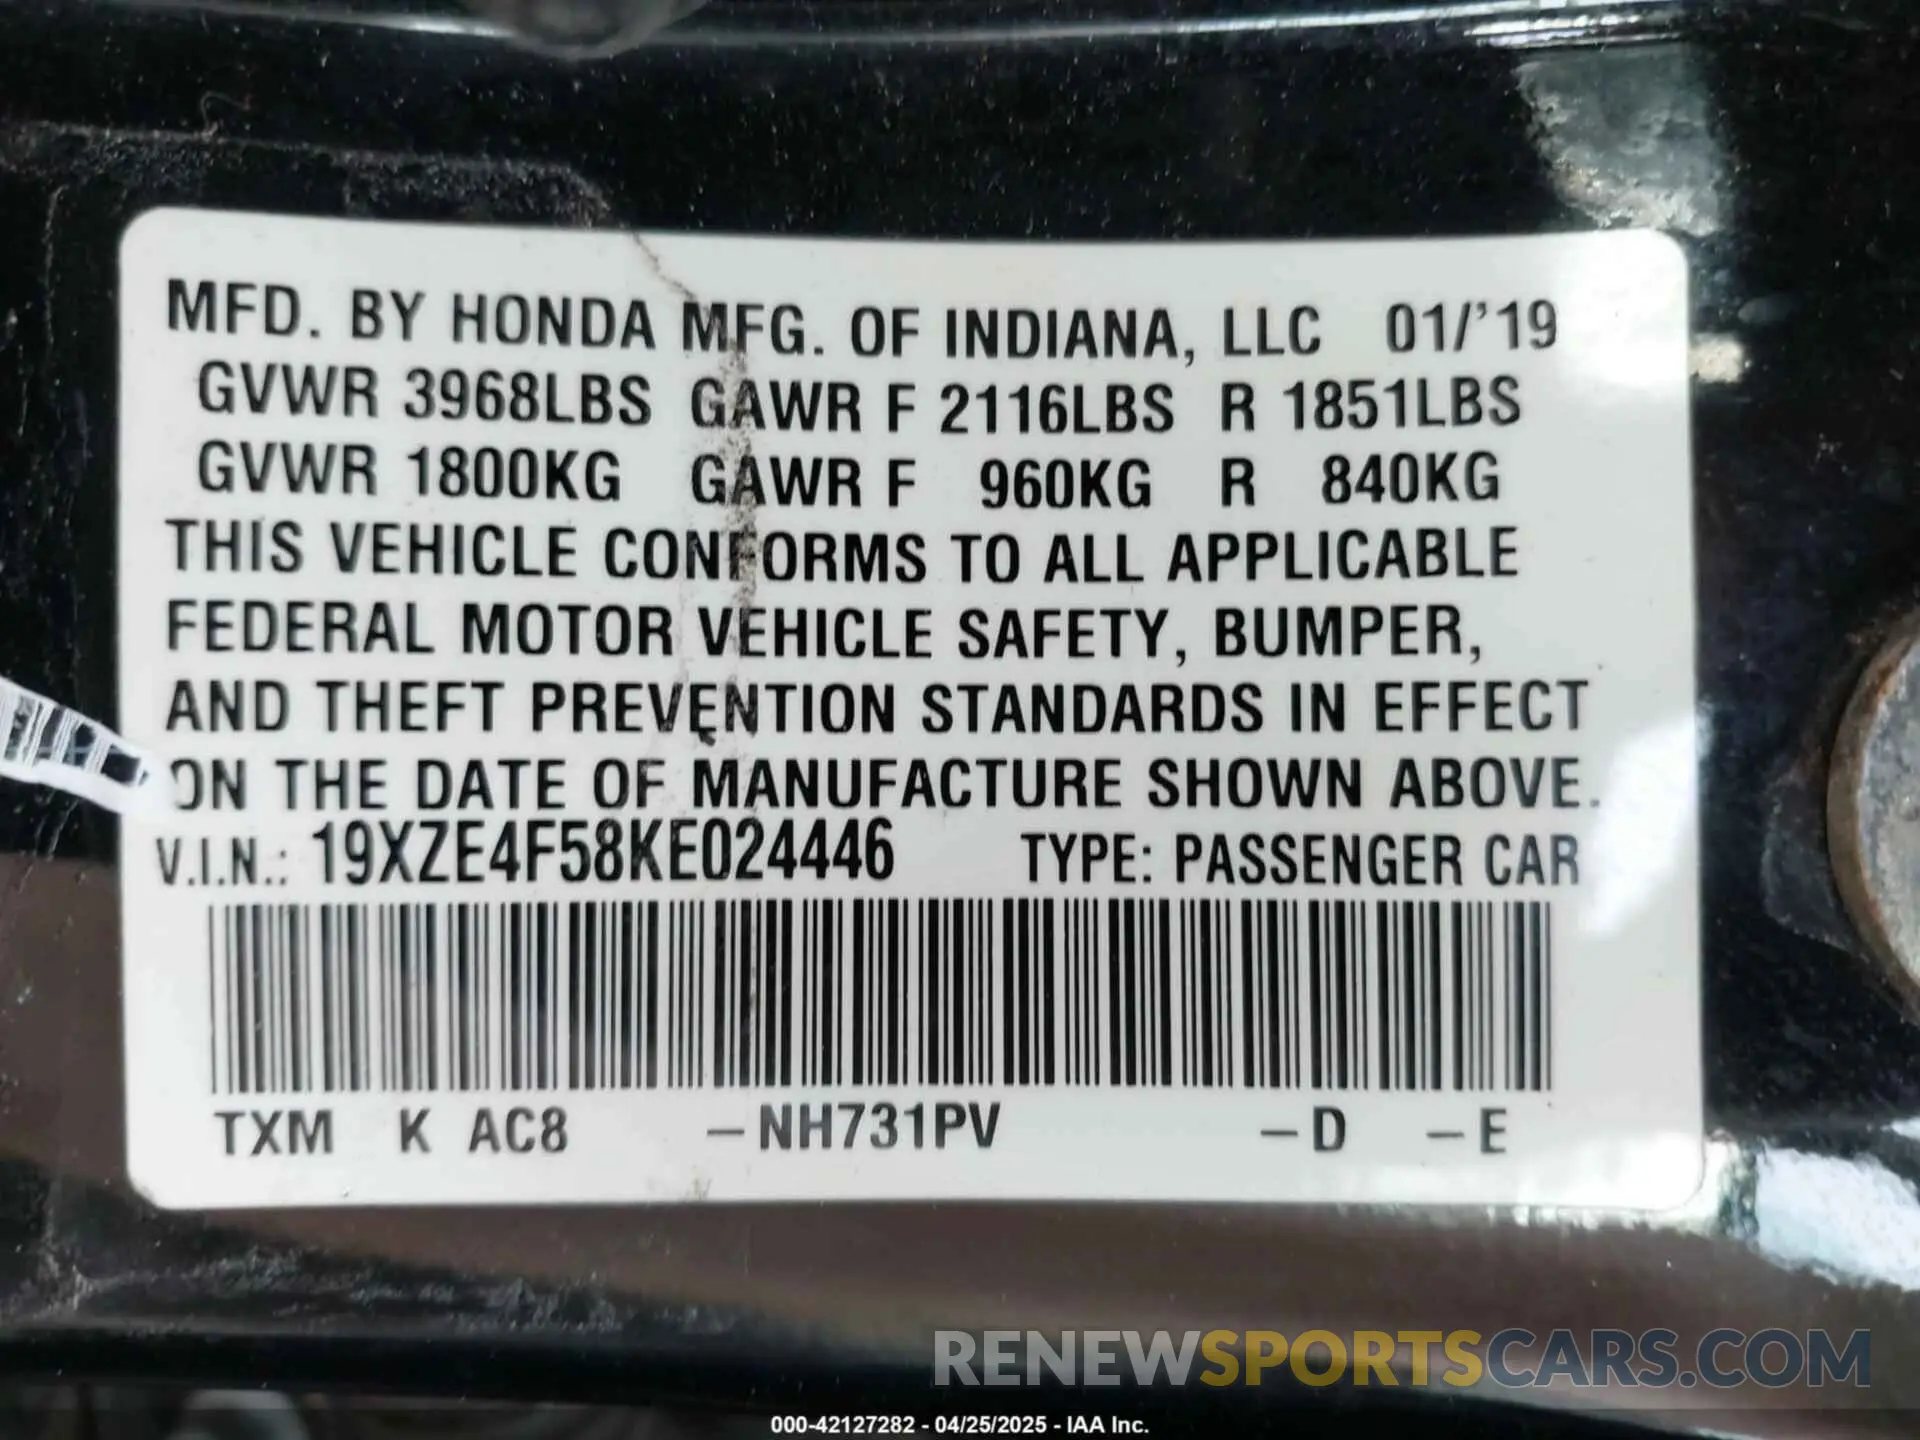 MFD. BY HONDA MFG. OF INDIANA, LLC 01/'19
GVWR 3968LBS GAWR F 2116LBS R 1851LBS
GVWR 1800KG GAWR F 960KG R 840KG
THIS VEHICLE CONFORMS TO ALL APPLICABLE
FEDERAL MOTOR VEHICLE SAFETY, BUMPER,
AND THEFT PREVENTION STANDARDS IN EFFECT
ON THE DATE OF MANUFACTURE SHOWN ABOVE.
V.I.N.: 19XZE4F58KE024446 TYPE: PASSENGER CAR
TXM K AC8 –NH731PV –D –E
RENEWSPORTSCARS.COM
000-42127282 - 04/25/2025 - IAA Inc.